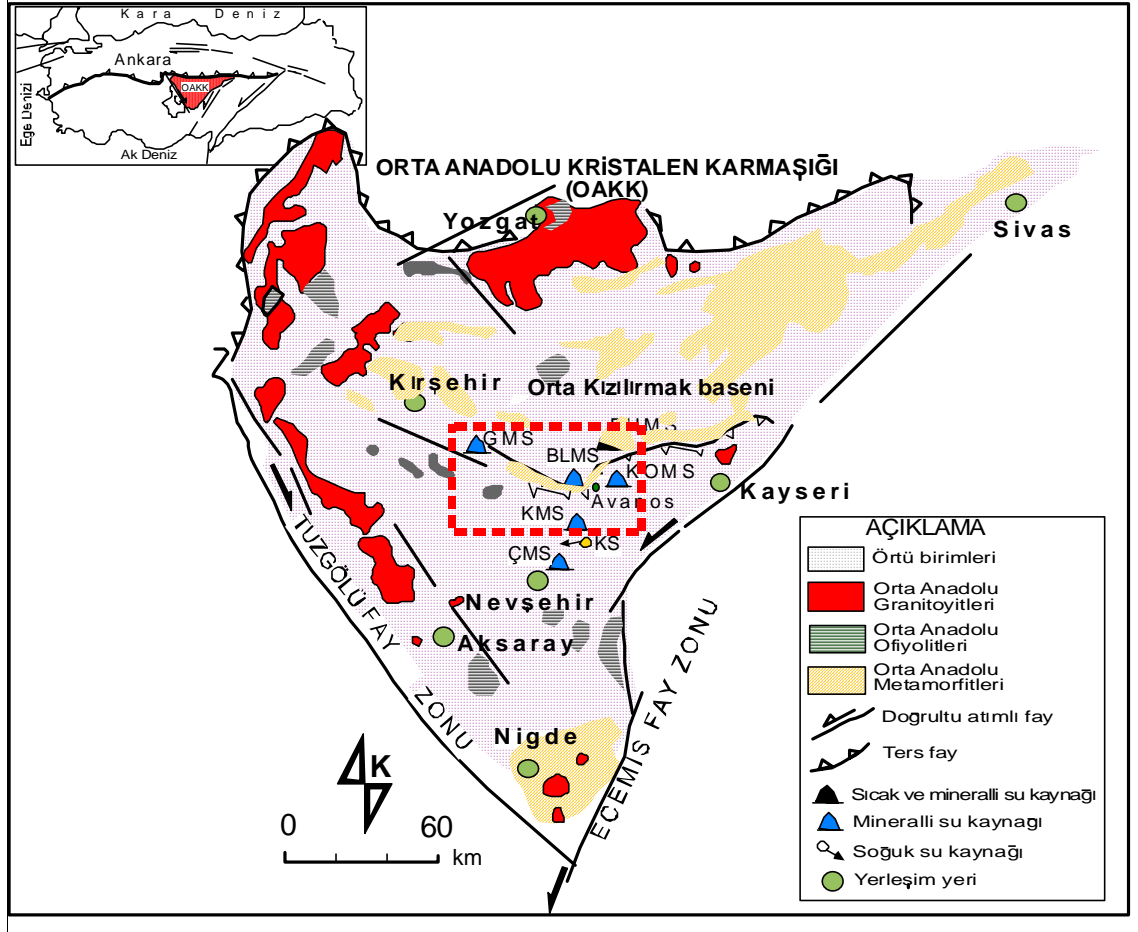 Kara Deniz
Ankara
OAKK
Ege Denizi
Ak Deniz
ORTA ANADOLU KRİSTALEN KARMAŞIĞI
(OAKK)
Yozgat
Sivas
Kırşehir
Orta Kızılırmak baseni
GMS
BLMS
KOMS
Avanos
Kayseri
KMS
KS
ÇMS
Nevşehir
Aksaray
TUZGÖLÜ FAY
ZONU
Nigde
ECEMİS FAY ZONU
K
0 60
km
AÇIKLAMA
Örtü birimleri
Orta Anadolu
Granitoyitleri
Orta Anadolu
Ofiyolitleri
Orta Anadolu
Metamorfitleri
Doğrultu atımlı fay
Ters fay
Sıcak ve mineralli su kaynağı
Mineralli su kaynağı
Soğuk su kaynağı
Yerleşim yeri